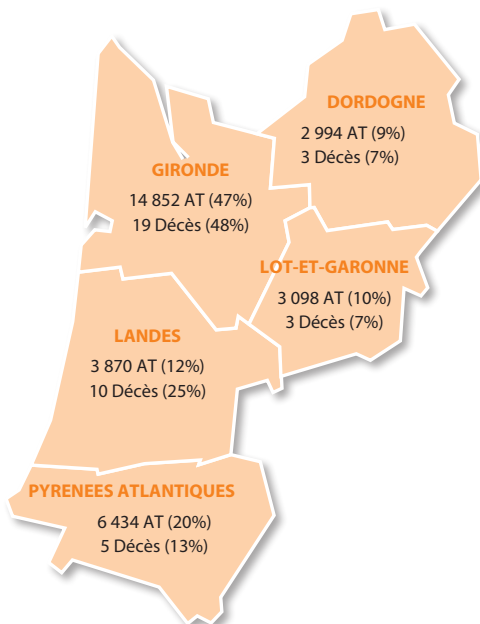 DORDOGNE
2 994 AT (9%)
3 Décès (7%)
GIRONDE
14 852 AT (47%)
19 Décès (48%)
LOT-ET-GARONNE
3 098 AT (10%)
3 Décès (7%)
LANDES
3 870 AT (12%)
10 Décès (25%)
PYRENEES ATLANTIQUES
6 434 AT (20%)
5 Décès (13%)